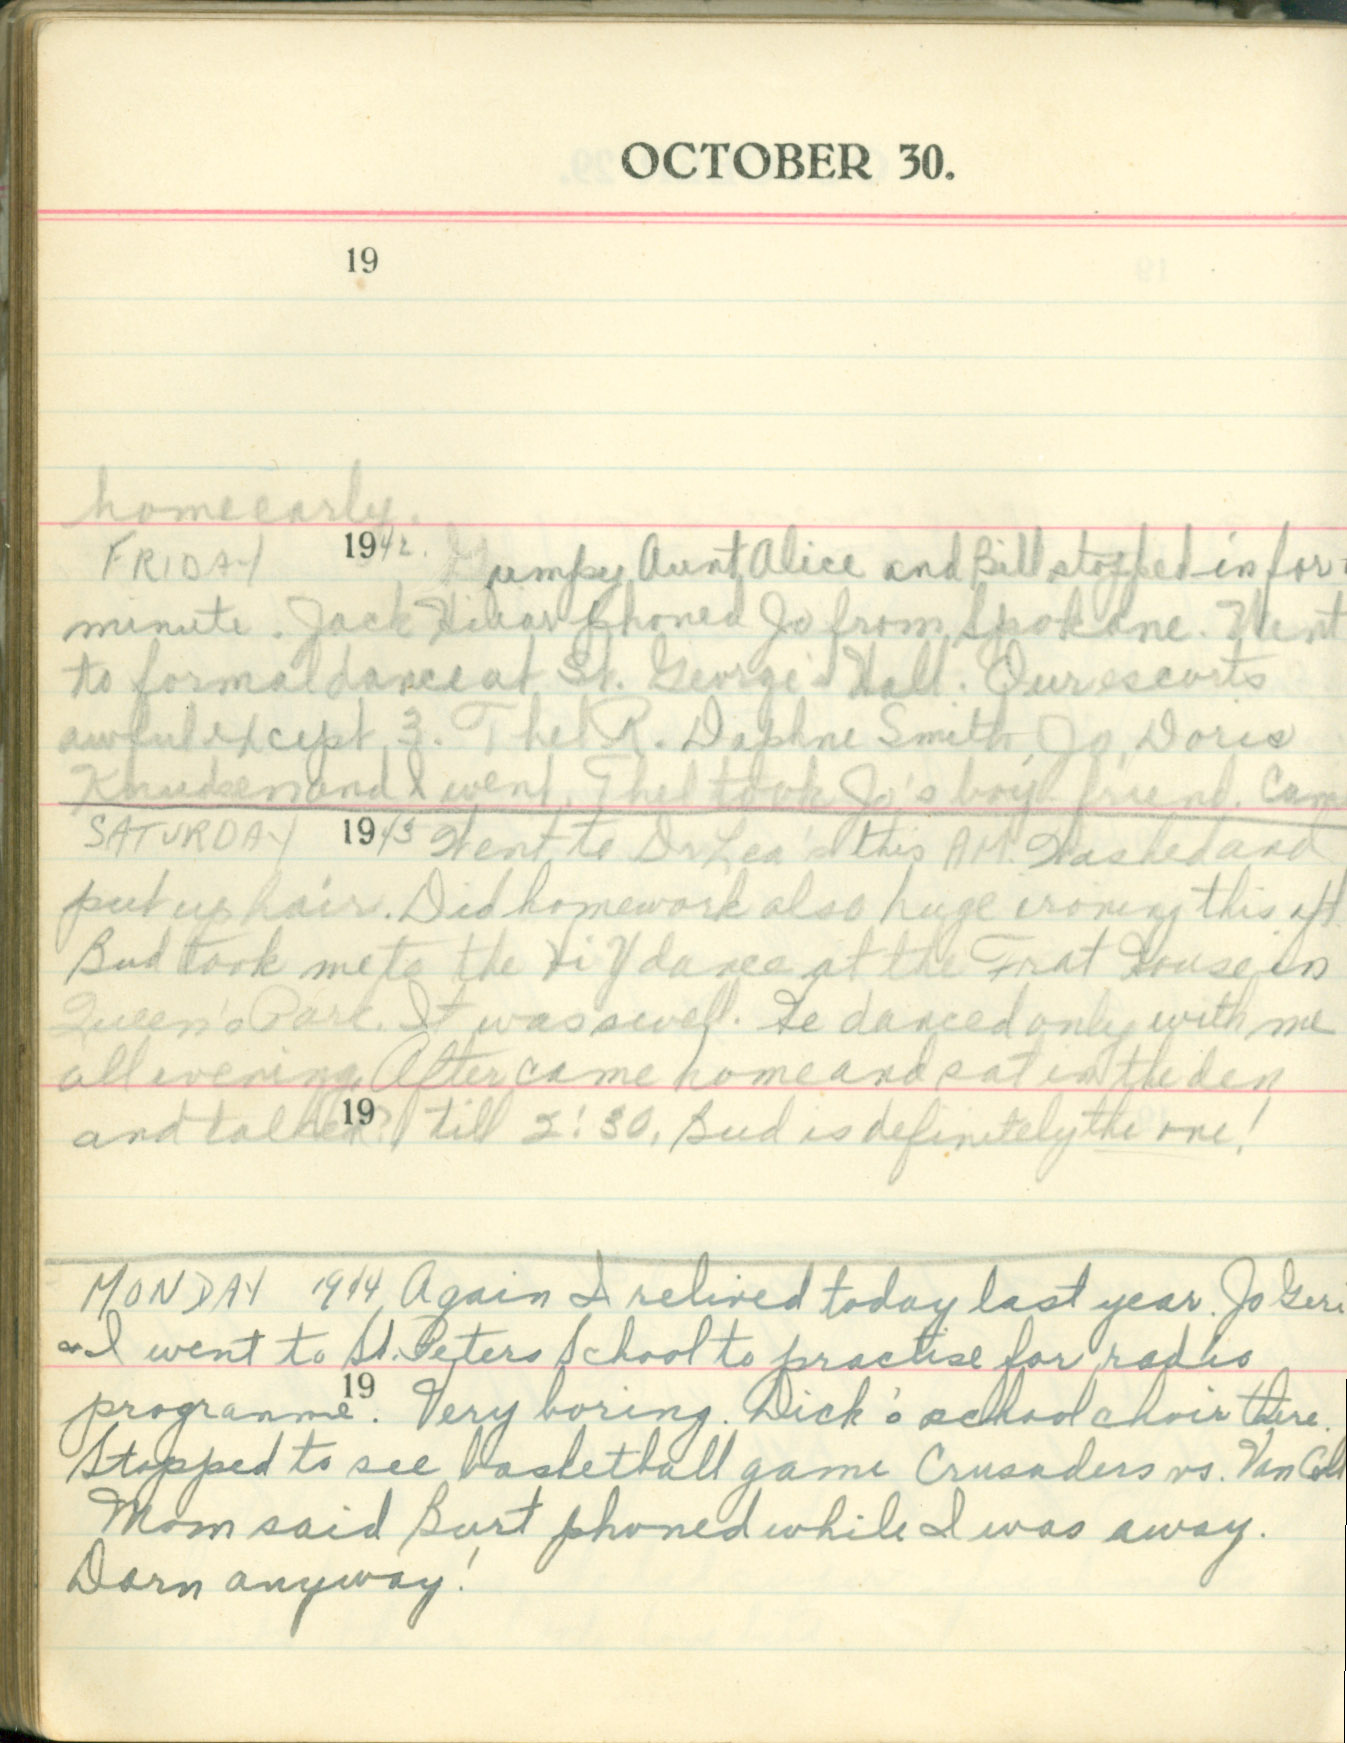 OCTOBER 30.
19
home early.
FRIDAY 1942. Gumpy, Aunt Alice and Bill stopped in for
minute. Jack phoned Jo from Spokane. Went
to formal dance at St. George's Hall. Our escorts
awful except 3. Thel R. Daphne Smith, Jo, Doris
Knudsen and I went. Thel took Jo's boy friend. Came
SATURDAY 1943 Went to Dr Lea's this AM. Washed and
put up hair. Did homework also huge ironing this aft.
Bud took me to the Hi Y dance at the Frat House in
Queen's Park. It was swell. He danced only with me
all evening. After came home and sat in the den
19
and talked? till 2:30. Bud is definitely the one!
MONDAY 1944 Again I relived today last year. Jo Geri
& I went to St. Peters School to practise for radio
19
programme. Very boring. Dick's school choir there.
Stopped to see basketball game Crusaders vs. Van Coll
Mom said Burt phoned while I was away.
Darn anyway!